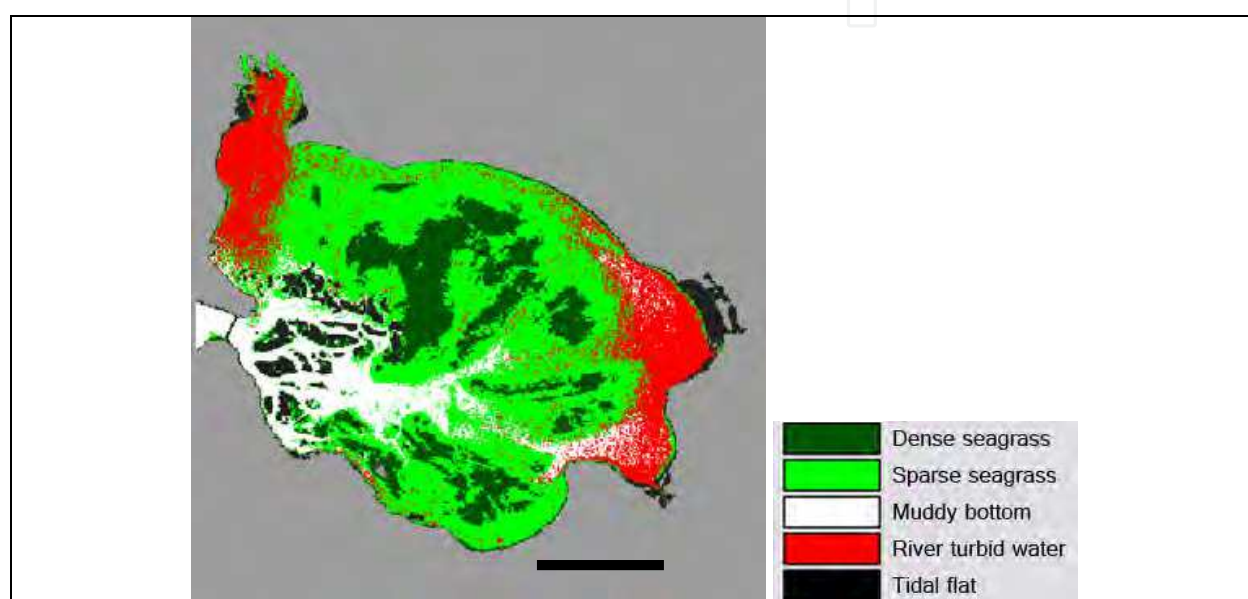 Dense seagrass
Sparse seagrass
Muddy bottom
River turbid water
Tidal flat